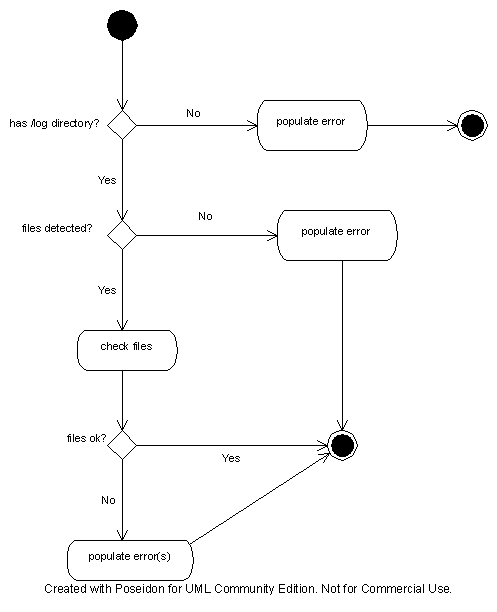 No
has /log directory?
populate error
Yes
No
files detected?
populate error
Yes
check files
files ok?
Yes
No
populate error(s)
Created with Poseidon for UML Community Edition. Not for Commercial Use.